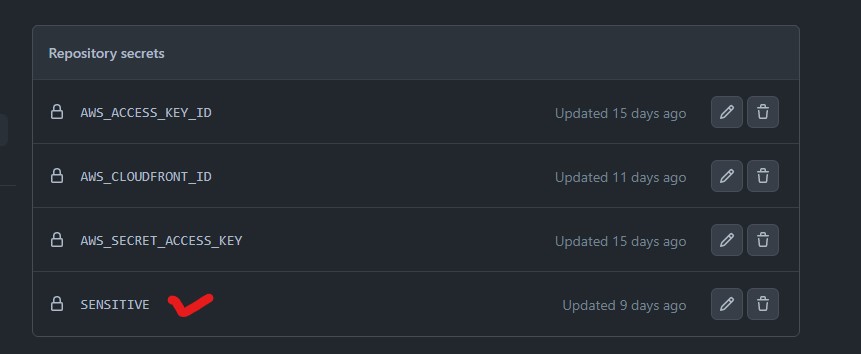 Repository secrets
AWS_ACCESS_KEY_ID Updated 15 days ago
AWS_CLOUDFRONT_ID Updated 11 days ago
AWS_SECRET_ACCESS_KEY Updated 15 days ago
SENSITIVE Updated 9 days ago